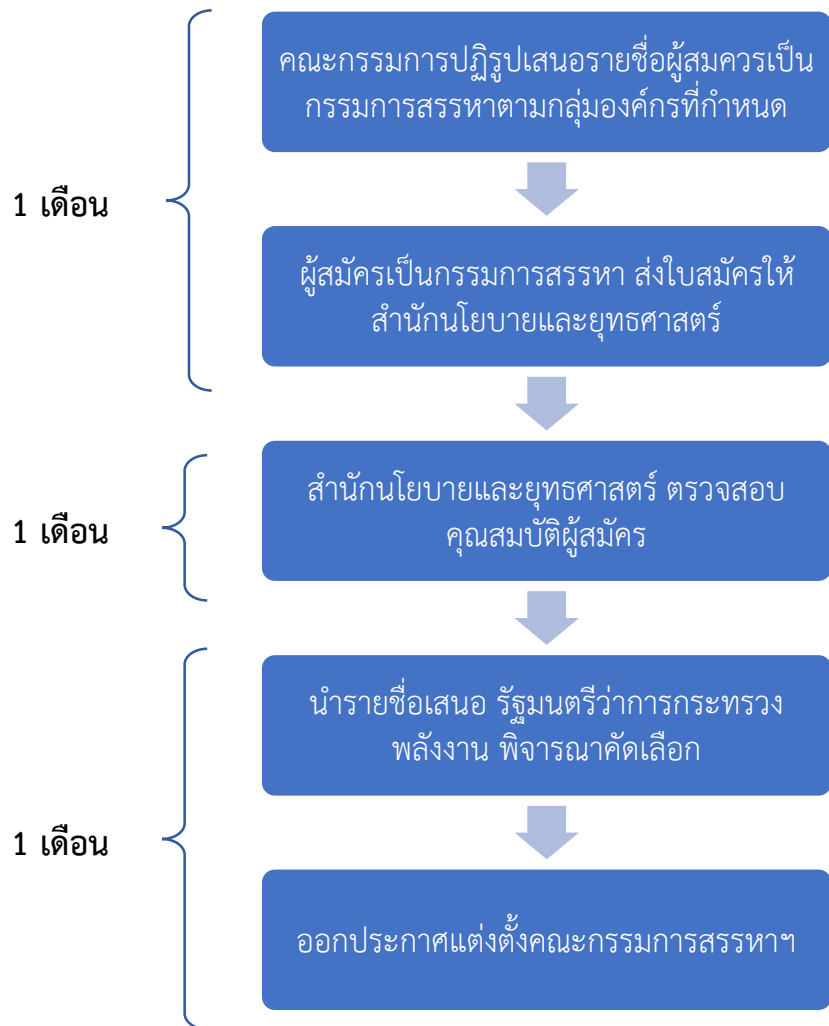 คณะกรรมการปฏิรูปเสนอรายชื่อผู้สมควรเป็น
กรรมการสรรหาตามกลุ่มองค์กรที่กำหนด
1 เดือน
ผู้สมัครเป็นกรรมการสรรหา ส่งใบสมัครให้
สำนักนโยบายและยุทธศาสตร์
สำนักนโยบายและยุทธศาสตร์ ตรวจสอบ
คุณสมบัติผู้สมัคร
1 เดือน
นำรายชื่อเสนอ รัฐมนตรีว่าการกระทรวง
พลังงาน พิจารณาคัดเลือก
1 เดือน
ออกประกาศแต่งตั้งคณะกรรมการสรรหาฯ